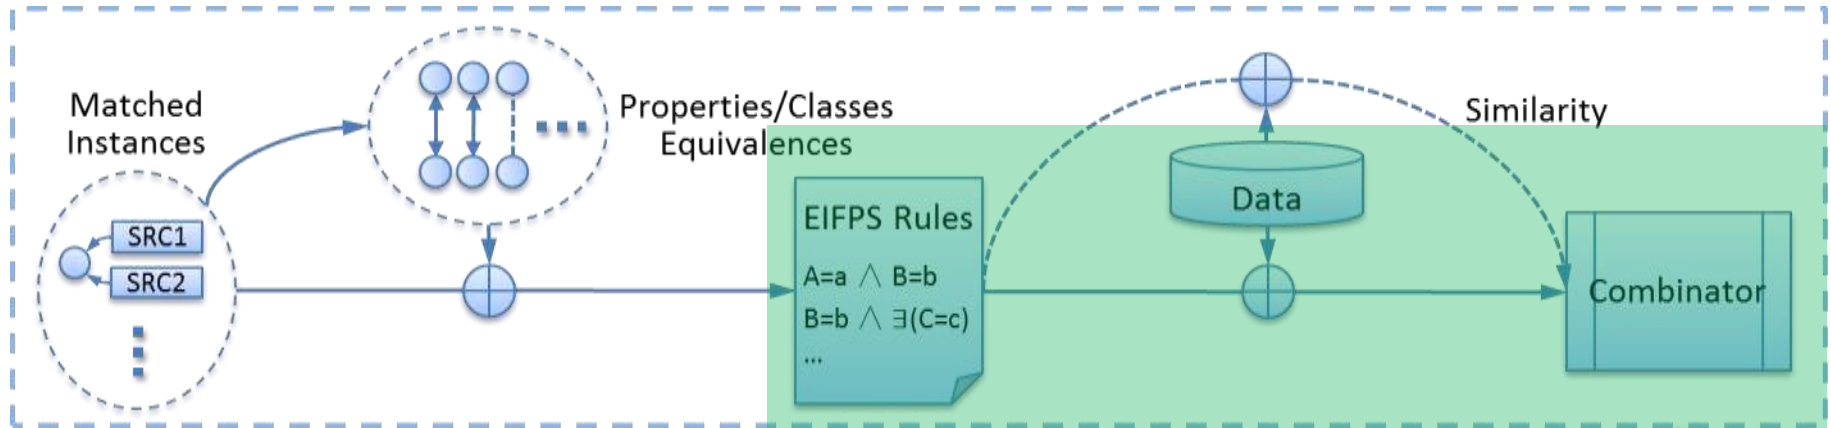 Matched
Instances
SRC1
SRC2
Properties/Classes
Equivalences
EIFPS Rules
A=a ∧ B=b
B=b ∧ ∃(C=c)
...
Data
Similarity
Combinator